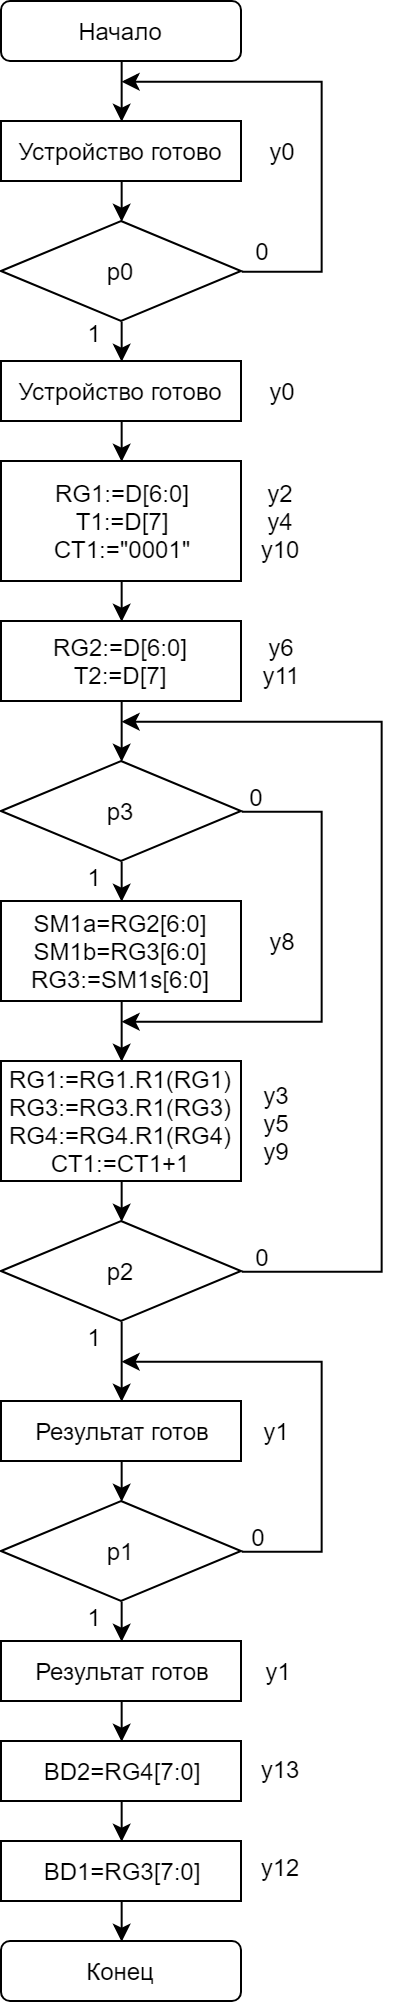 Начало
Устройство готово
y0
p0
0
1
Устройство готово
y0
RG1:=D[6:0]
y2
T1:=D[7]
y4
CT1:="0001"
y10
RG2:=D[6:0]
y6
T2:=D[7]
y11
p3
0
1
SM1a=RG2[6:0]
SM1b=RG3[6:0]
y8
RG3:=SM1s[6:0]
RG1:=RG1.R1(RG1)
y3
RG3:=RG3.R1(RG3)
y5
RG4:=RG4.R1(RG4)
y9
CT1:=CT1+1
p2
0
1
Результат готов
y1
p1
0
1
Результат готов
y1
BD2=RG4[7:0]
y13
BD1=RG3[7:0]
y12
Конец